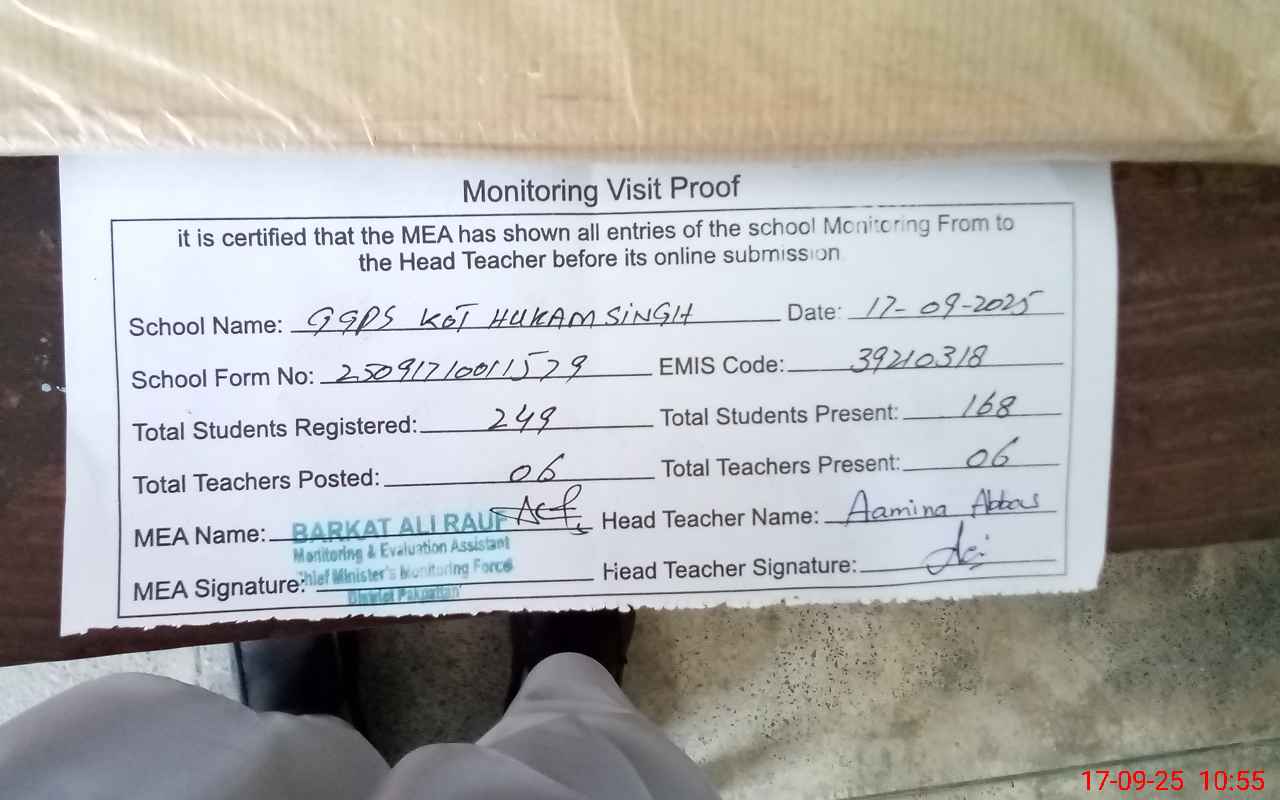 Monitoring Visit Proof
it is certified that the MEA has shown all entries of the school Monitoring From to
the Head Teacher before its online submission
School Name: GGPS KOT HUKAM SINGH Date: 17-09-2025
School Form No: 25091710011579 EMIS Code: 39210318
Total Students Registered: 249 Total Students Present: 168
Total Teachers Posted: 06 Total Teachers Present: 06
MEA Name: BARKAT ALI RAUF Head Teacher Name: Aamina Abbas
Monitoring & Evaluation Assistant
Chief Minister's Monitoring Force
District Pakpattan
MEA Signature: Head Teacher Signature:
17-09-25 10:55